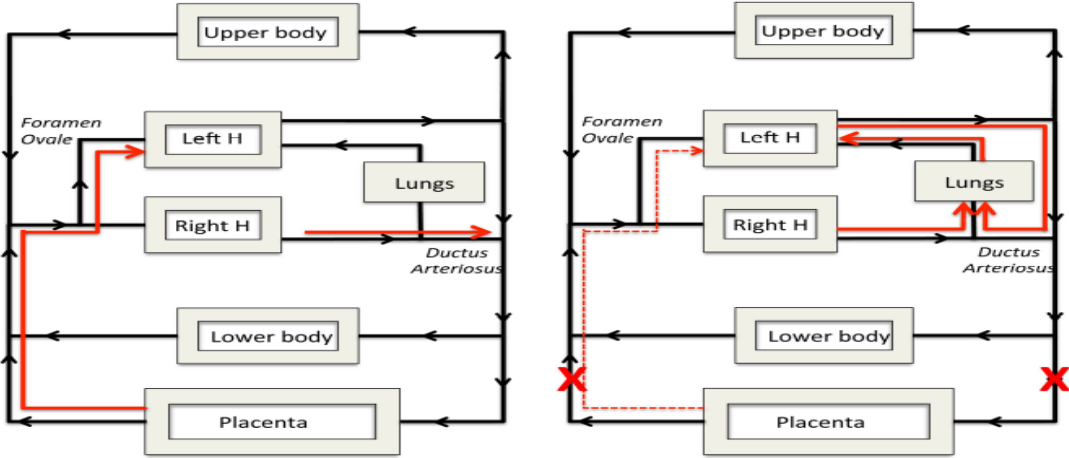 Upper body
Foramen
Ovale
Left H
Lungs
Right H
Ductus
Arteriosus
Lower body
Placenta
Upper body
Foramen
Ovale
Left H
Lungs
Right H
Ductus
Arteriosus
Lower body
X
X
Placenta